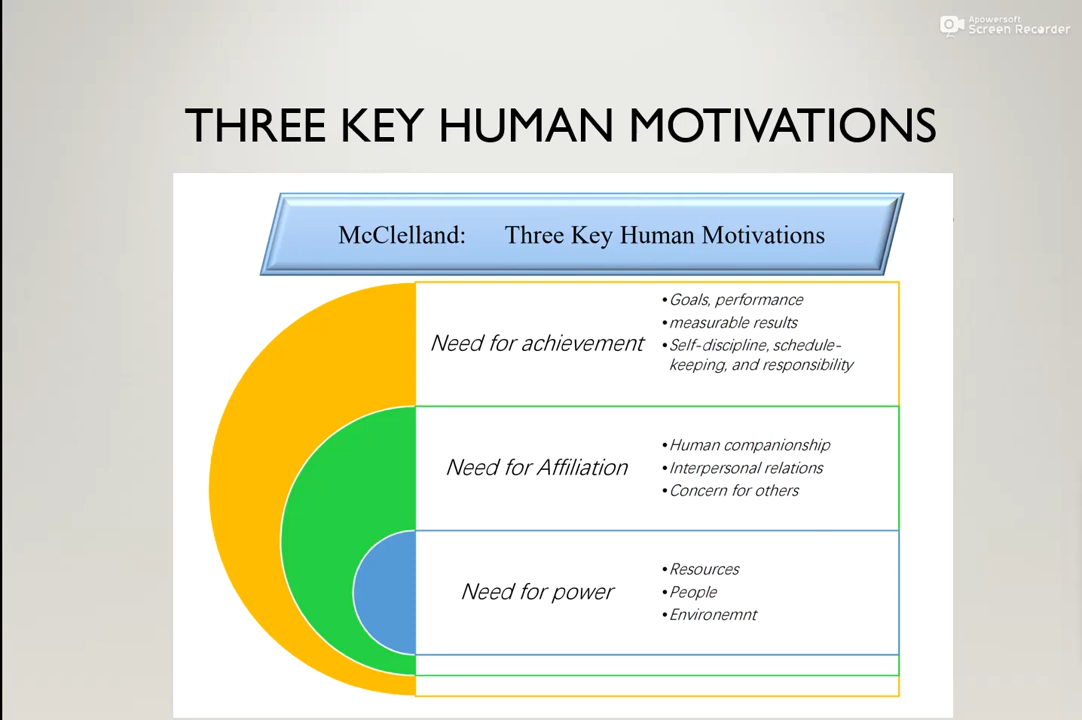 Apowersoft
Screen Recorder
THREE KEY HUMAN MOTIVATIONS
McClelland: Three Key Human Motivations
Need for achievement
•Goals, performance
•measurable results
•Self-discipline, schedule-
keeping, and responsibility
Need for Affiliation
•Human companionship
•Interpersonal relations
•Concern for others
Need for power
•Resources
•People
•Environemnt